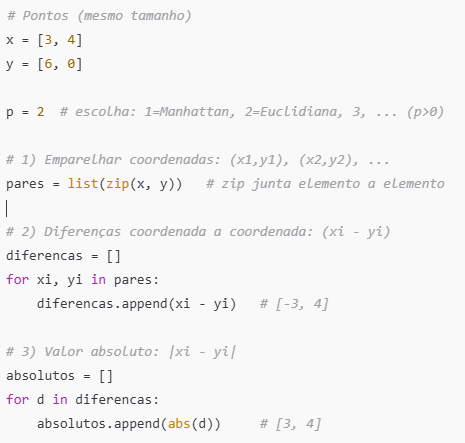 # Pontos (mesmo tamanho)
x = [3, 4]
y = [6, 0]
p = 2  # escolha: 1=Manhattan, 2=Euclidiana, 3, ... (p>0)
# 1) Emparelhar coordenadas: (x1,y1), (x2,y2), ...
pares = list(zip(x, y))   # zip junta elemento a elemento
# 2) Diferenças coordenada a coordenada: (xi - yi)
diferencas = []
for xi, yi in pares:
    diferencas.append(xi - yi)   # [-3, 4]
# 3) Valor absoluto: |xi - yi|
absolutos = []
for d in diferencas:
    absolutos.append(abs(d))     # [3, 4]